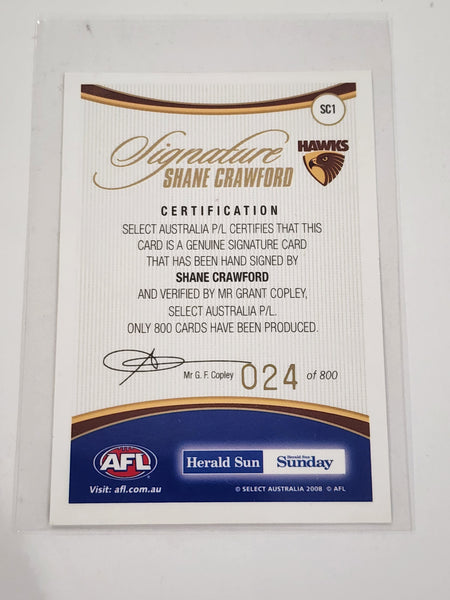 SC1
Signature
SHANE CRAWFORD
HAWKS
CERTIFICATION
SELECT AUSTRALIA P/L CERTIFIES THAT THIS
CARD IS A GENUINE SIGNATURE CARD
THAT HAS BEEN HAND SIGNED BY
SHANE CRAWFORD
AND VERIFIED BY MR GRANT COPLEY,
SELECT AUSTRALIA P/L.
ONLY 800 CARDS HAVE BEEN PRODUCED.
Mr G. F. Copley 024 of 800
AFL
Visit: afl.com.au
Herald Sun
Herald Sun
Sunday
© SELECT AUSTRALIA 2008 © AFL